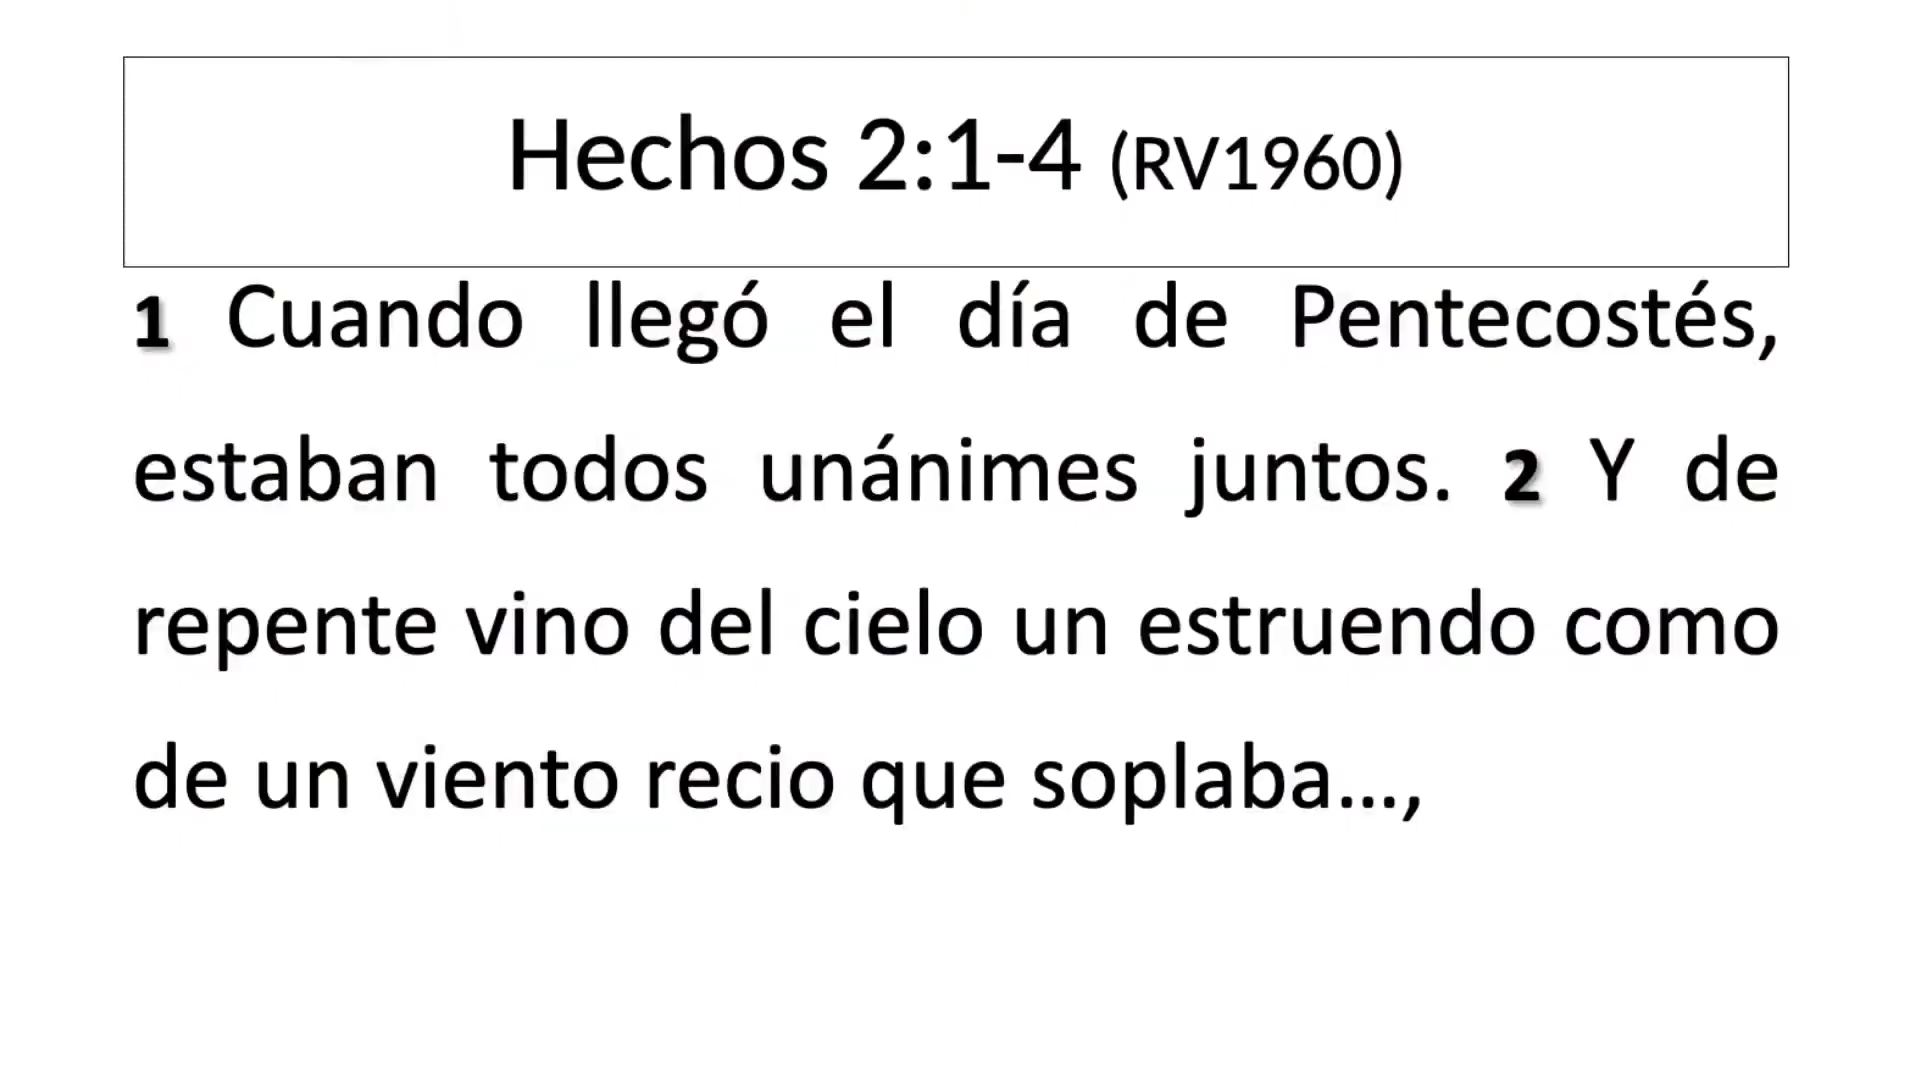 Hechos 2:1-4 (RV1960)
1 Cuando llegó el día de Pentecostés,
estaban todos unánimes juntos. 2 Y de
repente vino del cielo un estruendo como
de un viento recio que soplaba...,